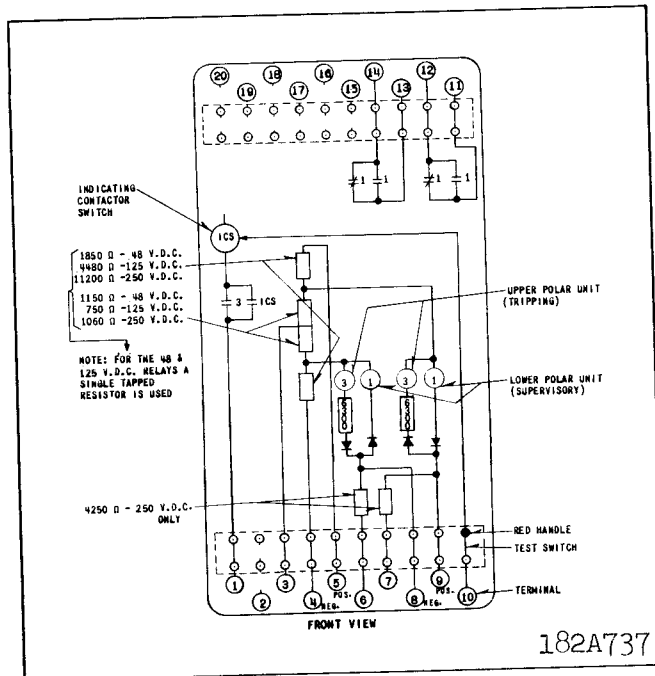 20
18
16
14
12
19
17
15
13
11
1
1
1
1
INDICATING
CONTACTOR
SWITCH
ICS
1850 Ω - 48 V.D.C.
4480 Ω -125 V.D.C.
11200 Ω -250 V.D.C.
1150 Ω - 48 V.D.C.
750 Ω -125 V.D.C.
1060 Ω -250 V.D.C.
3
ICS
UPPER POLAR UNIT
(TRIPPING)
NOTE: FOR THE 48 &
125 V.D.C. RELAYS A
SINGLE TAPPED
RESISTOR IS USED
3
1
3
1
LOWER POLAR UNIT
(SUPERVISORY)
6300
6300
4250 Ω - 250 V.D.C.
ONLY
RED HANDLE
TEST SWITCH
1
3
5
7
9
POS.
POS.
2
4
NEG.
6
8
NEG.
10
TERMINAL
FRONT VIEW
182A737